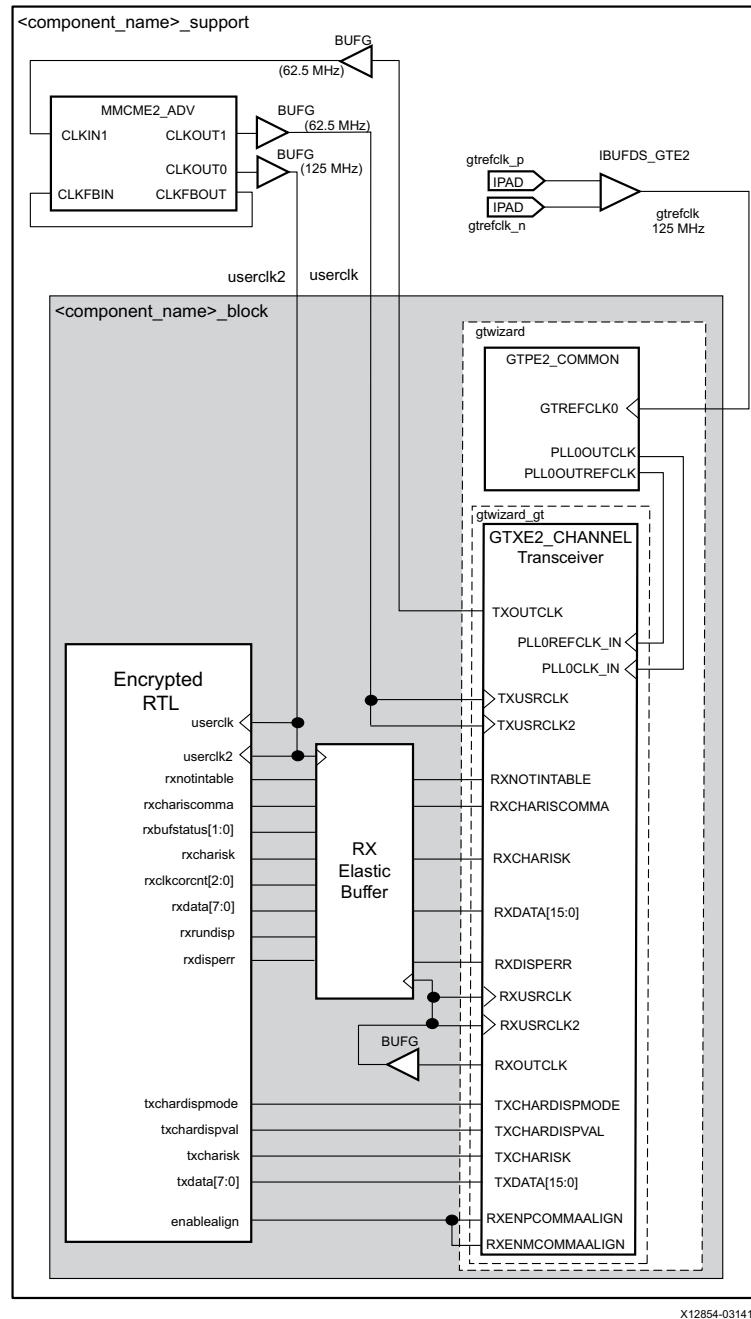 <component_name>_support
BUFG
(62.5 MHz)
MMCME2_ADV
CLKIN1
CLKOUT1
CLKOUT0
CLKFBIN
CLKFBOUT
BUFG
(62.5 MHz)
BUFG
(125 MHz)
gtrefclk_p
IPAD
IPAD
gtrefclk_n
IBUFDS_GTE2
gtrefclk
125 MHz
userclk2
userclk
<component_name>_block
gtwizard
GTPE2_COMMON
GTREFCLK0
PLL0OUTCLK
PLL0OUTREFCLK
gtwizard_gt
GTXE2_CHANNEL
Transceiver
TXOUTCLK
PLL0REFCLK_IN
PLL0CLK_IN
TXUSRCLK
TXUSRCLK2
RXNOTINTABLE
RXCHARISCOMMA
RXCHARISK
RXDATA[15:0]
RXDISPERR
RXUSRCLK
RXUSRCLK2
RXOUTCLK
TXCHARDISPMODE
TXCHARDISPVAL
TXCHARISK
TXDATA[15:0]
RXENPCOMMAALIGN
RXENMCOMMAALIGN
Encrypted
RTL
userclk
userclk2
rxnotintable
rxchariscomma
rxbufstatus[1:0]
rxcharisk
rxclkcorcnt[2:0]
rxdata[7:0]
rxrundisp
rxdisperr
txchardispmode
txchardispval
txcharisk
txdata[7:0]
enablealign
RX
Elastic
Buffer
BUFG
X12854-03141